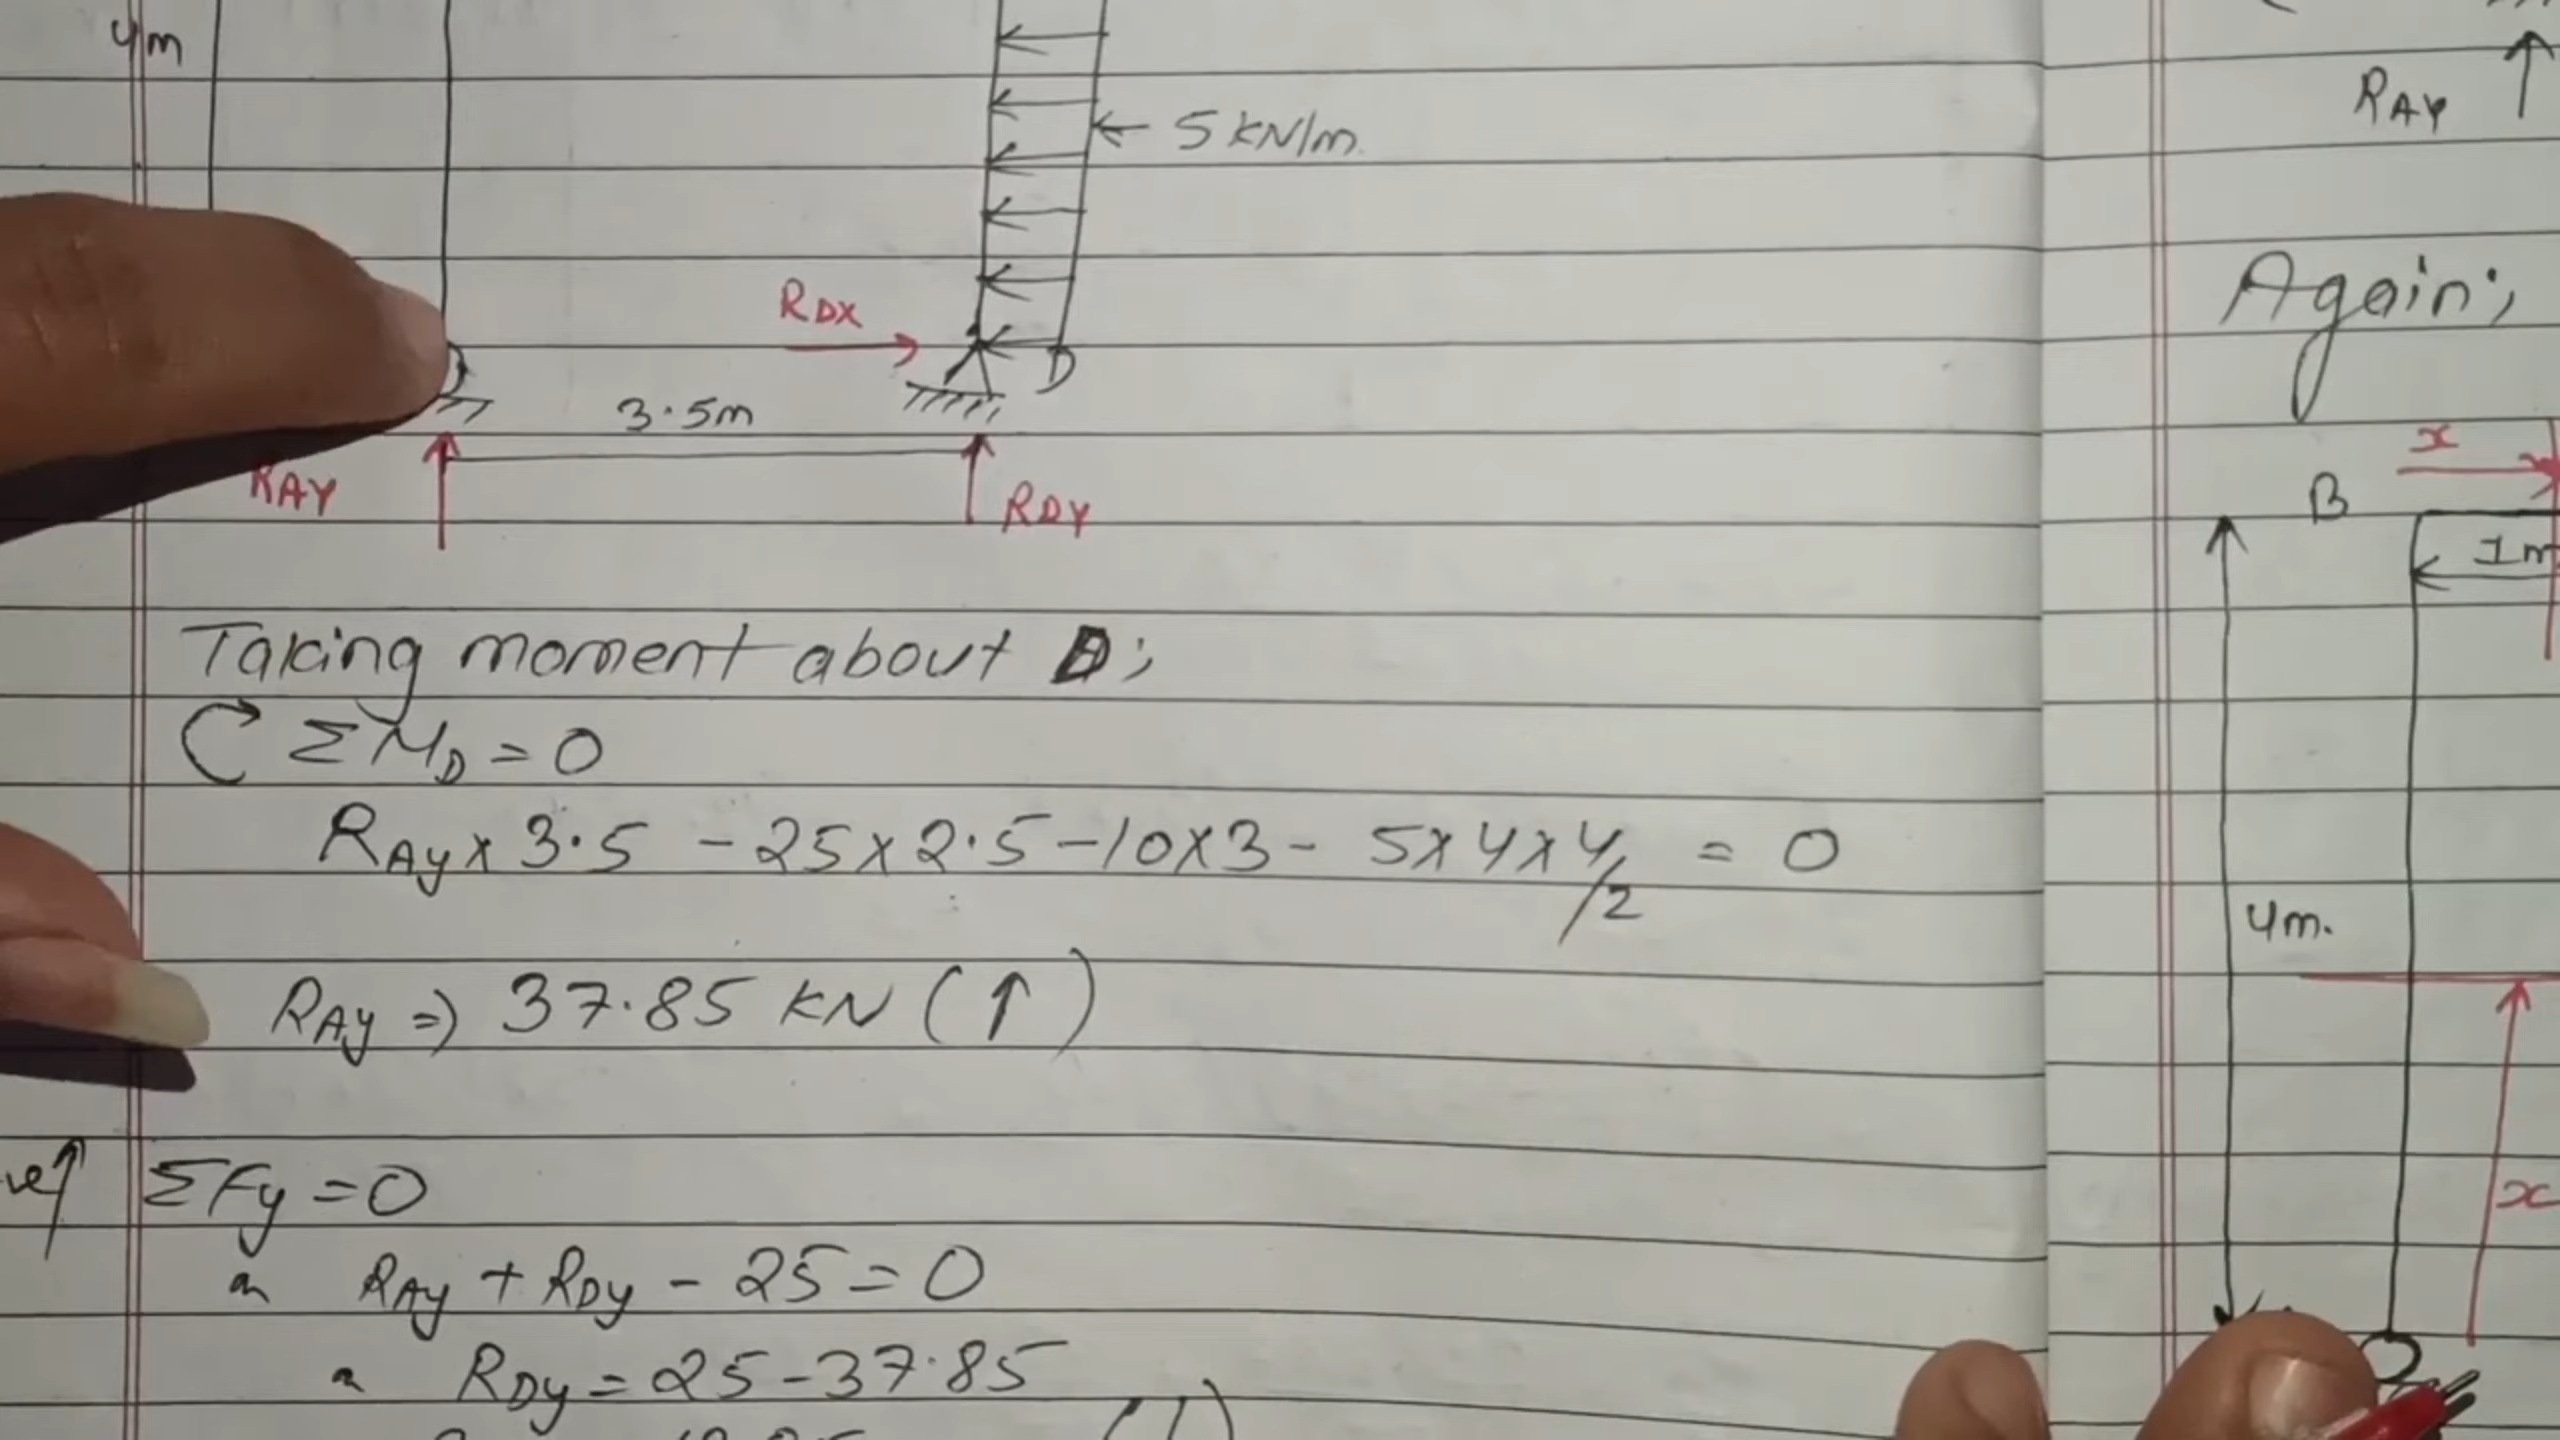 4m
5 KN/m.
RDX
3.5m
D
RAY
RDY
Taking moment about D;
ΣMD = 0
RAy x 3.5 - 25 x 2.5 - 10 x 3 - 5 x 4 x 4/2 = 0
RAy ⇒ 37.85 KN (↑)
ve↑ ΣFy = 0
RAy + RDy - 25 = 0
RDy = 25 - 37.85
RAY ↑
Again;
x
B
1m
4m.
x